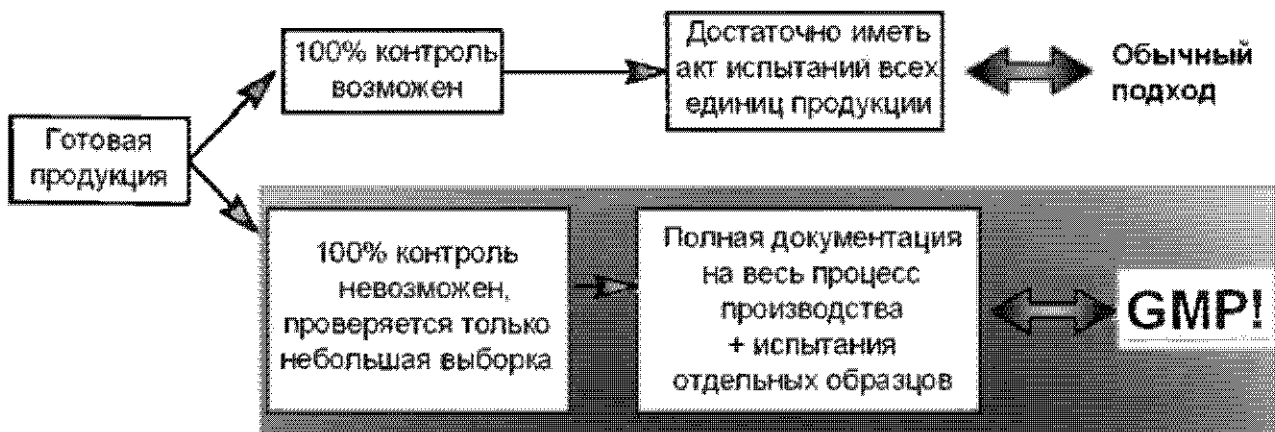 Готовая
продукция
100% контроль
возможен
Достаточно иметь
акт испытаний всех
единиц продукции
Обычный
подход
100% контроль
невозможен,
проверяется только
небольшая выборка
Полная документация
на весь процесс
производства
+ испытания
отдельных образцов
GMP!